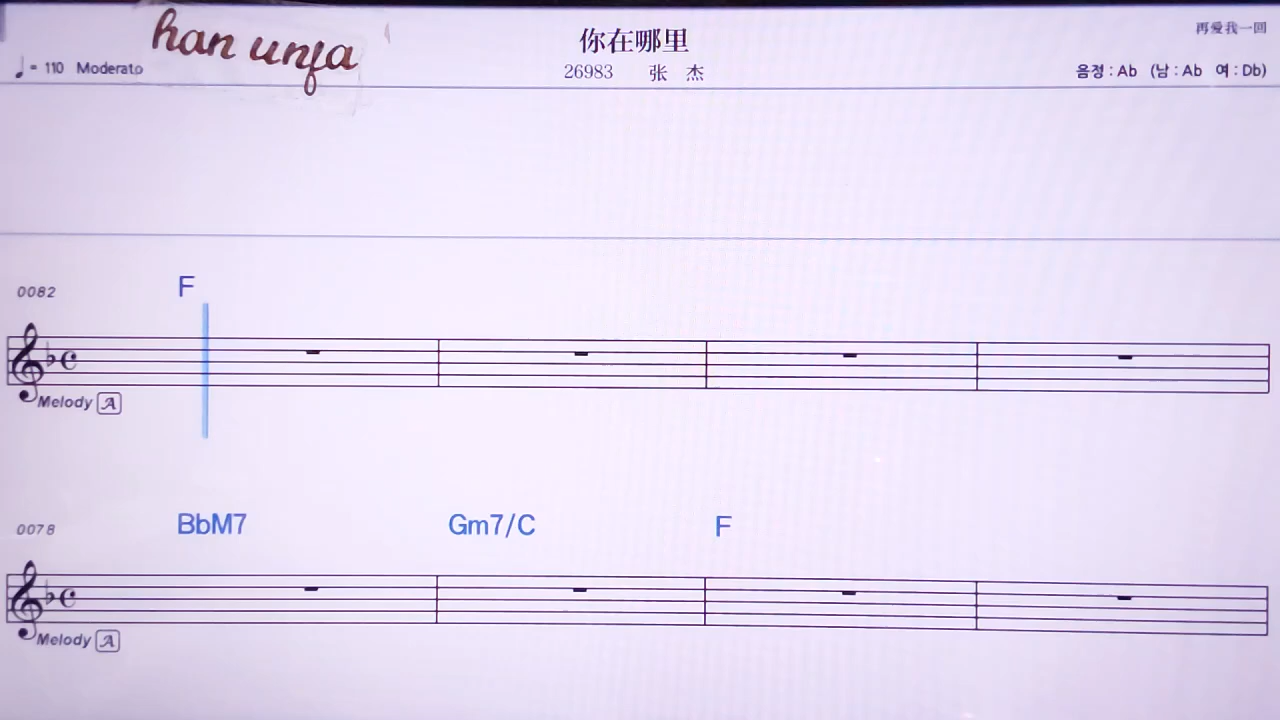 han unja
你在哪里
再爱我一回
♩= 110 Moderato
26983 张 杰
음정 : Ab (남 : Ab 여 : Db)
0082
F
Melody A
0078
BbM7 Gm7/C F
Melody A